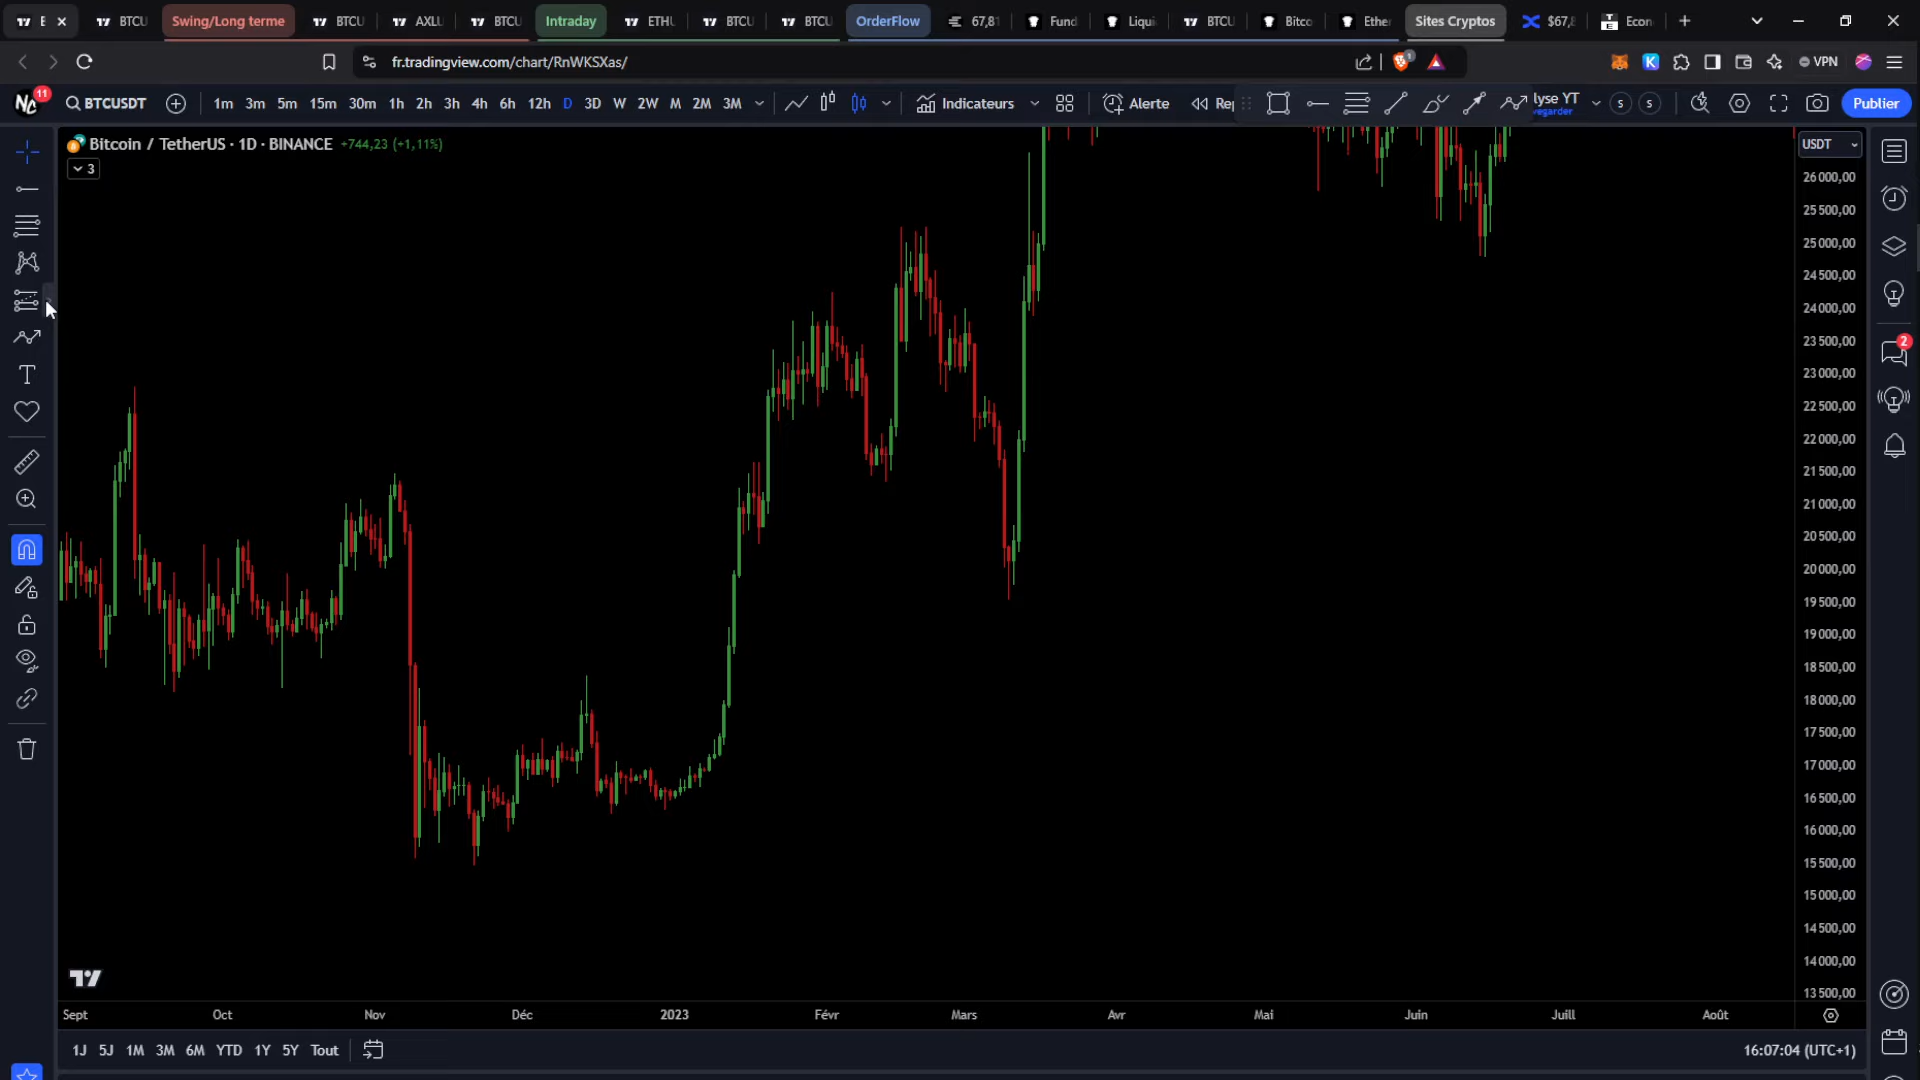 E
BTCU
Swing/Long terme
BTCU
AXLU
BTCU
Intraday
ETHU
BTCU
BTCU
OrderFlow
67,81
Fund
Liqui
BTCU
Bitco
Ether
Sites Cryptos
$67,8
Econ
fr.tradingview.com/chart/RnWKSXas/
1
VPN
11
BTCUSDT
1m 3m 5m 15m 30m 1h 2h 3h 4h 6h 12h D 3D W 2W M 2M 3M
Indicateurs
Alerte
Rep
lyse YT
vegarder
S
S
Publier
Bitcoin / TetherUS · 1D · BINANCE +744,23 (+1,11%)
3
USDT
26 000,00
25 500,00
25 000,00
24 500,00
24 000,00
23 500,00
23 000,00
22 500,00
22 000,00
21 500,00
21 000,00
20 500,00
20 000,00
19 500,00
19 000,00
18 500,00
18 000,00
17 500,00
17 000,00
16 500,00
16 000,00
15 500,00
15 000,00
14 500,00
14 000,00
13 500,00
2
Sept Oct Nov Déc 2023 Févr Mars Avr Mai Juin Juill Août
1J 5J 1M 3M 6M YTD 1Y 5Y Tout
16:07:04 (UTC+1)